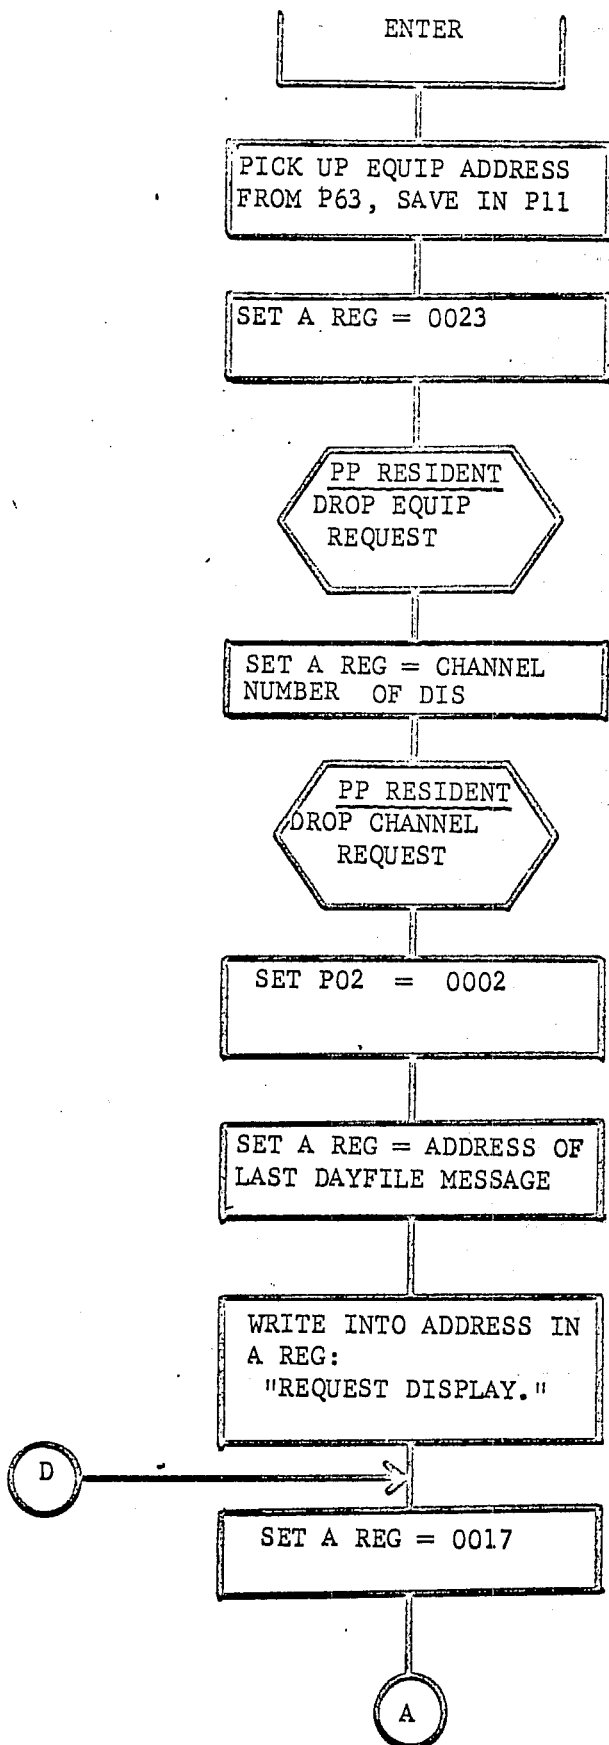 ENTER
PICK UP EQUIP ADDRESS
FROM P63, SAVE IN P11
SET A REG = 0023
PP RESIDENT
DROP EQUIP
REQUEST
SET A REG = CHANNEL
NUMBER OF DIS
PP RESIDENT
DROP CHANNEL
REQUEST
SET P02 = 0002
SET A REG = ADDRESS OF
LAST DAYFILE MESSAGE
WRITE INTO ADDRESS IN
A REG:
"REQUEST DISPLAY."
D
SET A REG = 0017
A